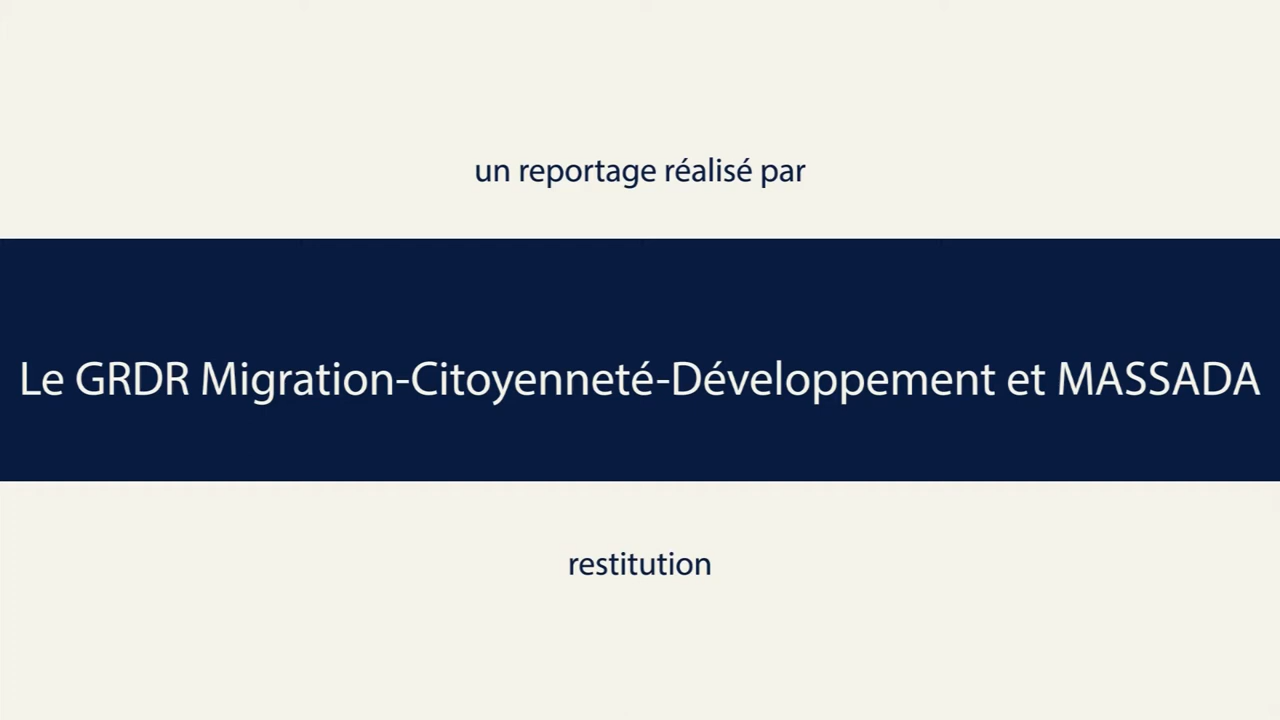 un reportage réalisé par
Le GRDR Migration-Citoyenneté-Développement et MASSADA
restitution